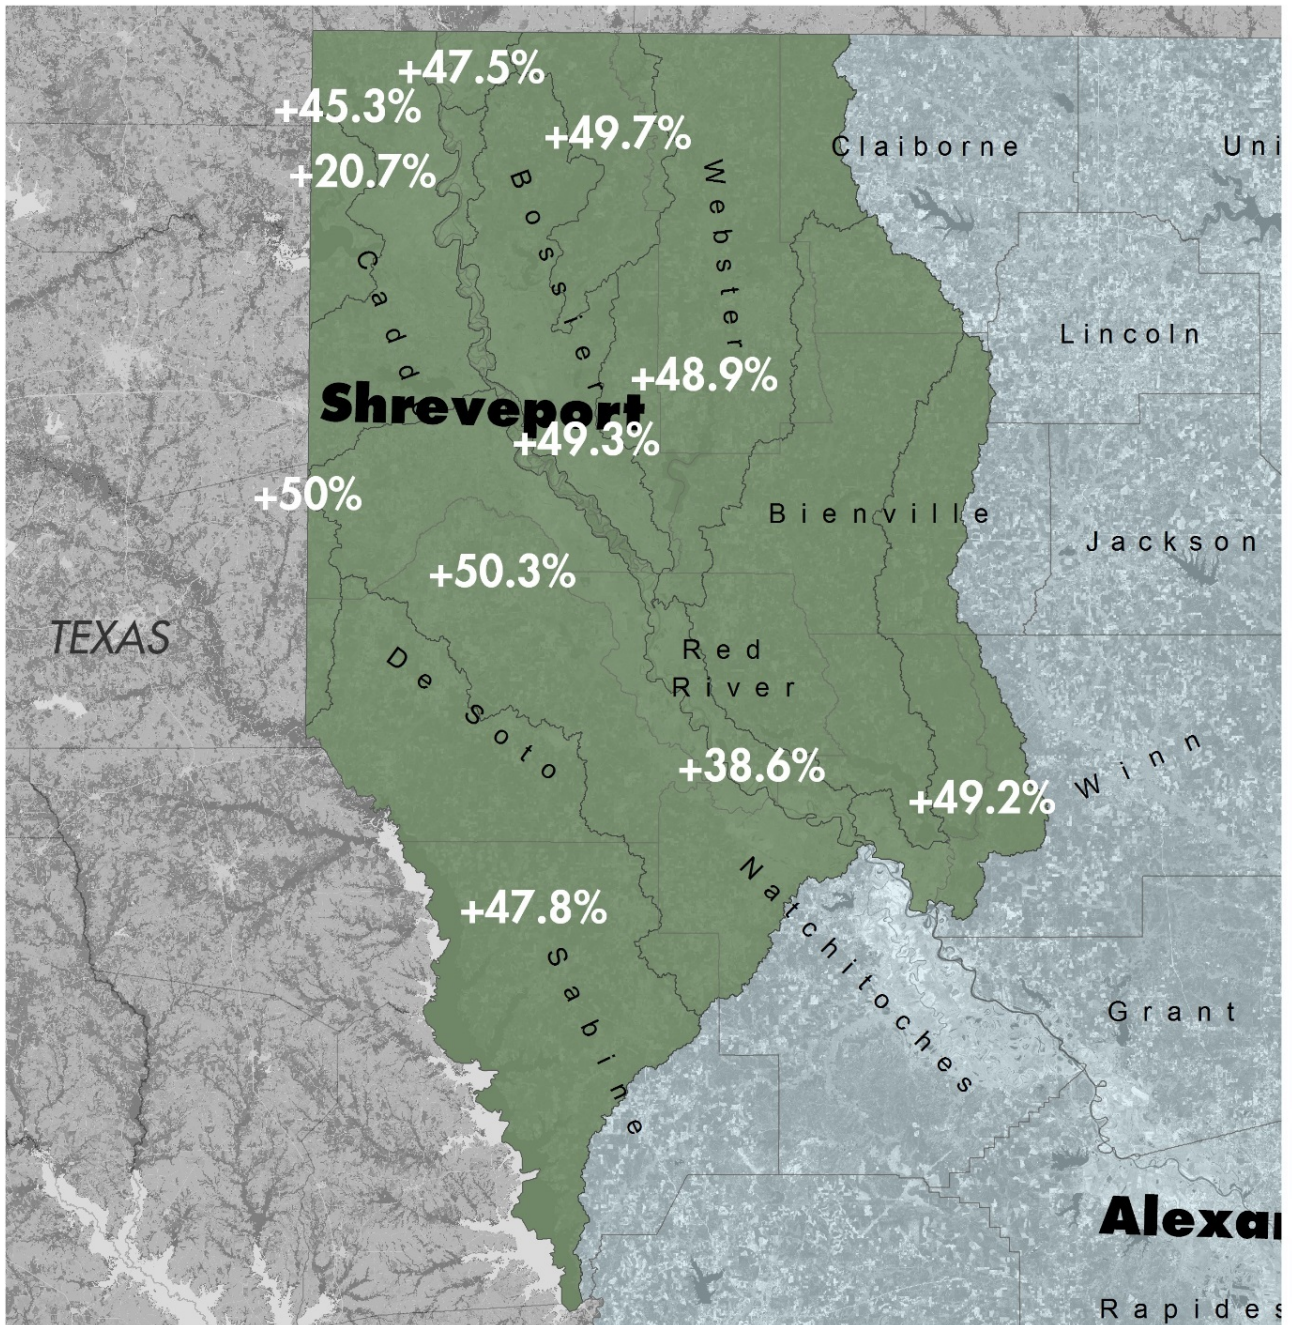 +47.5%
+45.3%
+49.7%
Claiborne
Uni
+20.7%
Bossier
Webster
Caddo
Lincoln
+48.9%
Shreveport
+49.3%
+50%
Bienville
Jackson
+50.3%
TEXAS
Red
River
De Soto
Winn
+38.6%
+49.2%
Natchitoches
+47.8%
Sabine
Grant
Alexan
Rapides